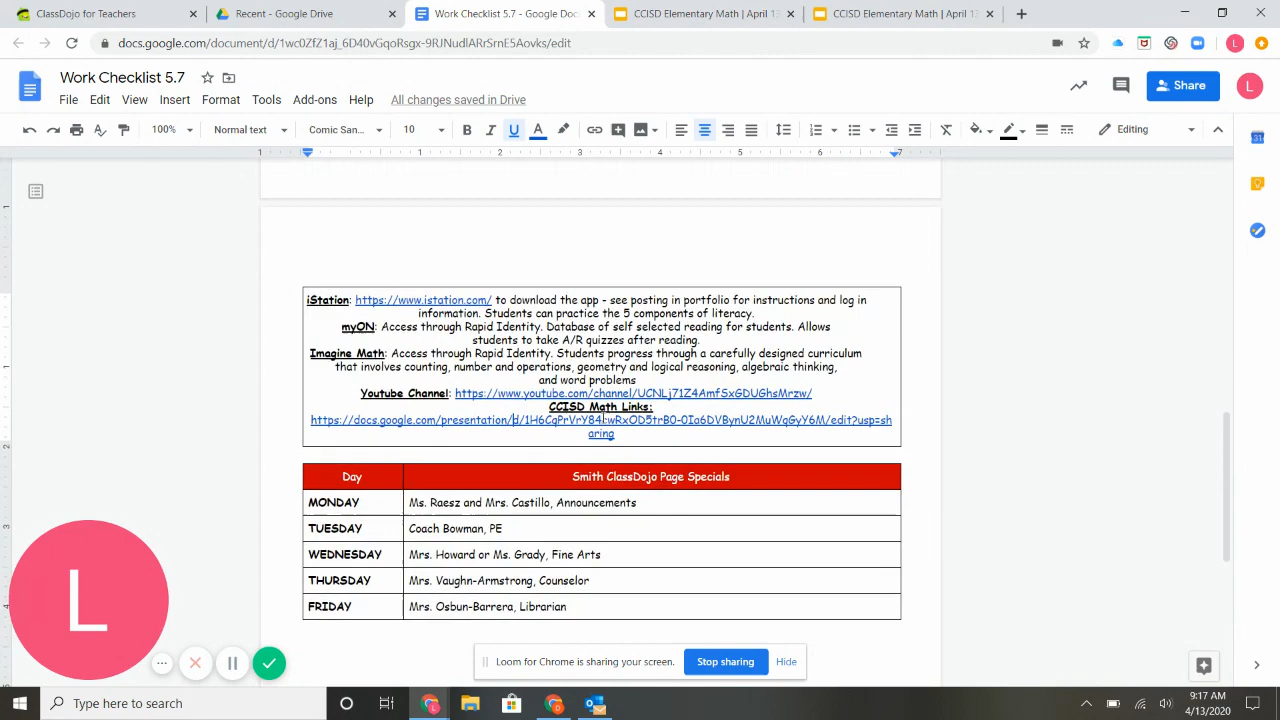 ClassDojo for Teachers
Recent - Google Drive
Work Checklist 5.7 - Google Doc
CCISD Elementary Math | April 13
CCISD Elementary Math | April 13
docs.google.com/document/d/1wc0ZfZ1aj_6D40vGqoRsgx-9RJNudlARrSrnE5Aovks/edit
L
Work Checklist 5.7
File Edit View Insert Format Tools Add-ons Help All changes saved in Drive
Share
L
100% Normal text Comic San... 10 B I U A Editing
1 1 2 3 4 5 6 7
iStation: https://www.istation.com/ to download the app - see posting in portfolio for instructions and log in
information. Students can practice the 5 components of literacy.
myON: Access through Rapid Identity. Database of self selected reading for students. Allows
students to take A/R quizzes after reading.
Imagine Math: Access through Rapid Identity. Students progress through a carefully designed curriculum
that involves counting, number and operations, geometry and logical reasoning, algebraic thinking,
and word problems
Youtube Channel: https://www.youtube.com/channel/UCNLj71Z4AmfSxGDUGhsMrzw/
CCISD Math Links:
aring
Day Smith ClassDojo Page Specials
MONDAY Ms. Raesz and Mrs. Castillo, Announcements
TUESDAY Coach Bowman, PE
WEDNESDAY Mrs. Howard or Ms. Grady, Fine Arts
THURSDAY Mrs. Vaughn-Armstrong, Counselor
FRIDAY Mrs. Osbun-Barrera, Librarian
L
Loom for Chrome is sharing your screen. Stop sharing Hide
Type here to search
9:17 AM
4/13/2020